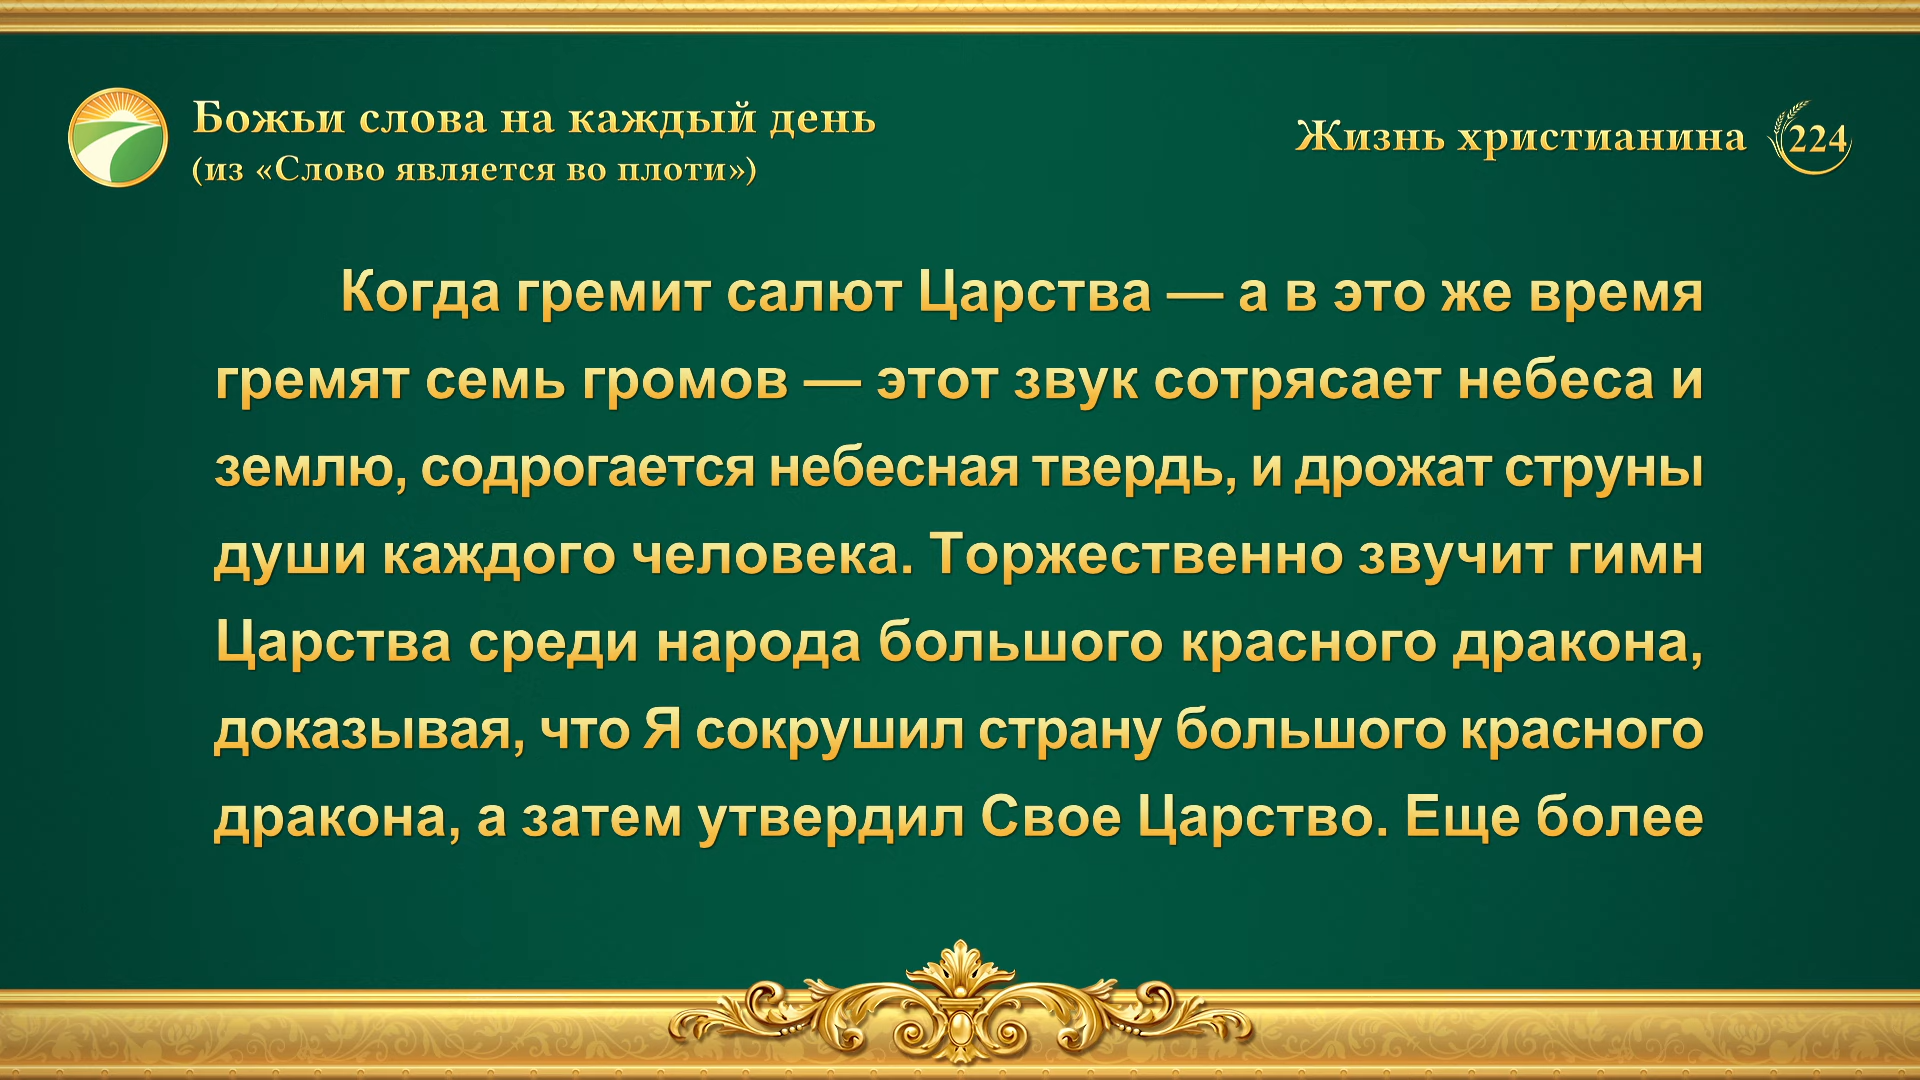 Божьи слова на каждый день
(из «Слово является во плоти»)
Жизнь христианина 224
Когда гремит салют Царства — а в это же время
гремят семь громов — этот звук сотрясает небеса и
землю, содрогается небесная твердь, и дрожат струны
души каждого человека. Торжественно звучит гимн
Царства среди народа большого красного дракона,
доказывая, что Я сокрушил страну большого красного
дракона, а затем утвердил Свое Царство. Еще более